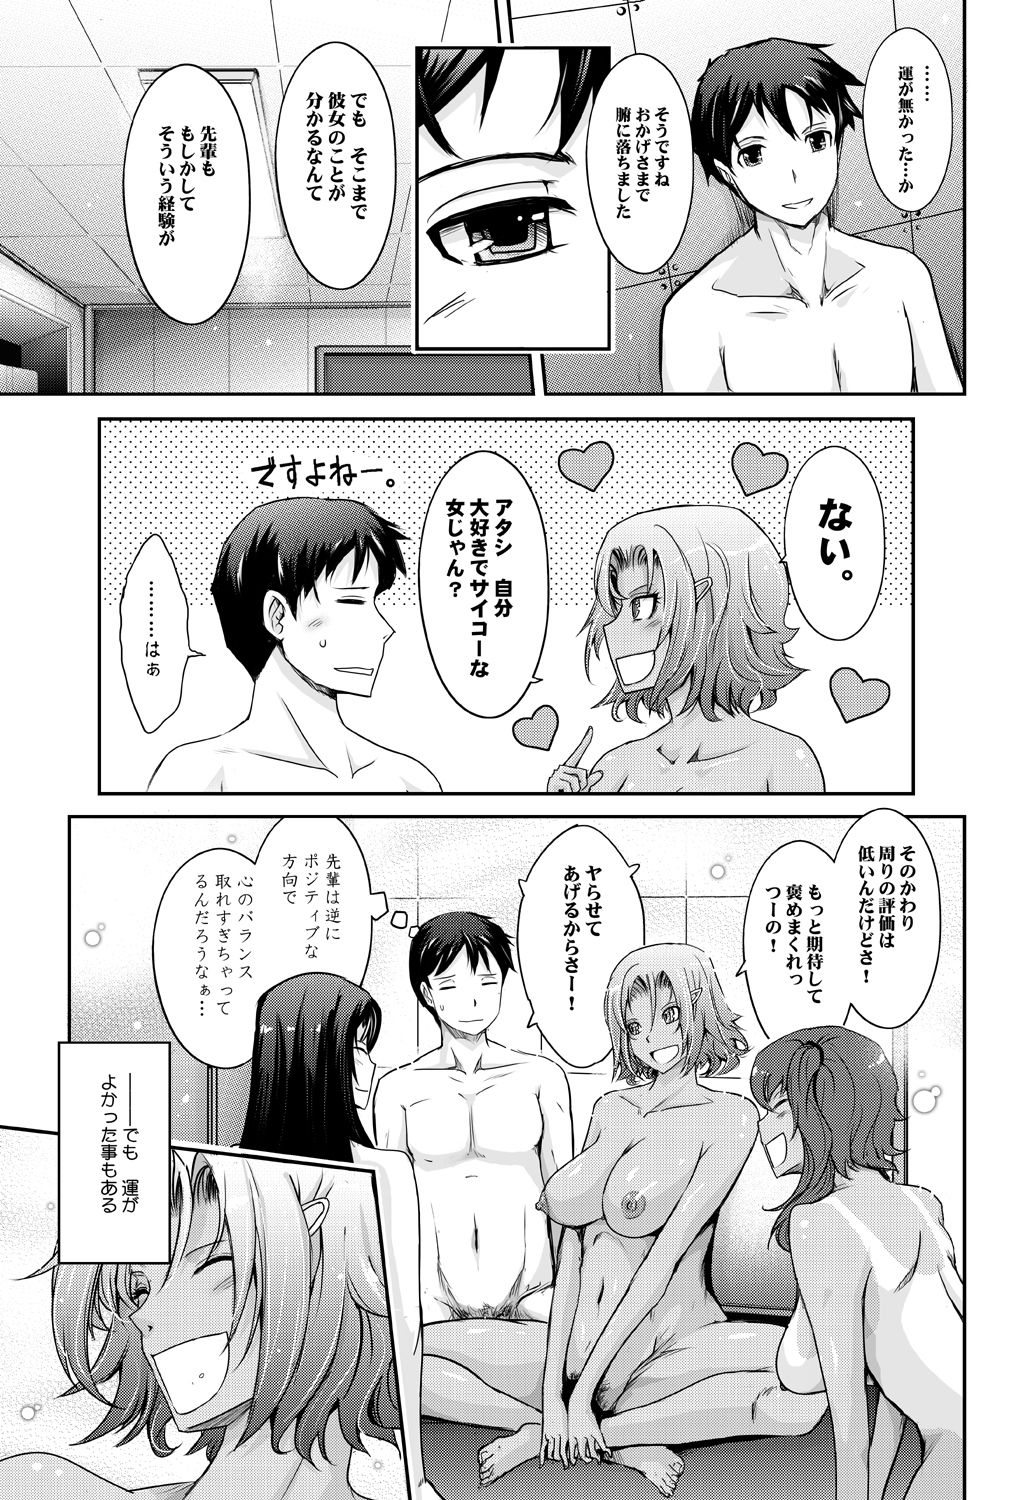 ……
運が無かった…か
そうですね
おかげさまで
腑に落ちました
でも そこまで
彼女のことが
分かるなんて
先輩も
もしかして
そういう経験が
ない。
アタシ 自分
大好きでサイコーな
女じゃん?
ですよねー。
………はぁ
そのかわり
周りの評価は
低いんだけどさ!
もっと期待して
褒めまくれっ
つーの!
ヤらせて
あげるからさー!
先輩は逆に
ポジティブな
方向で
心のバランス
取れすぎちゃって
るんだろうなぁ…
――でも 運が
よかった事もある